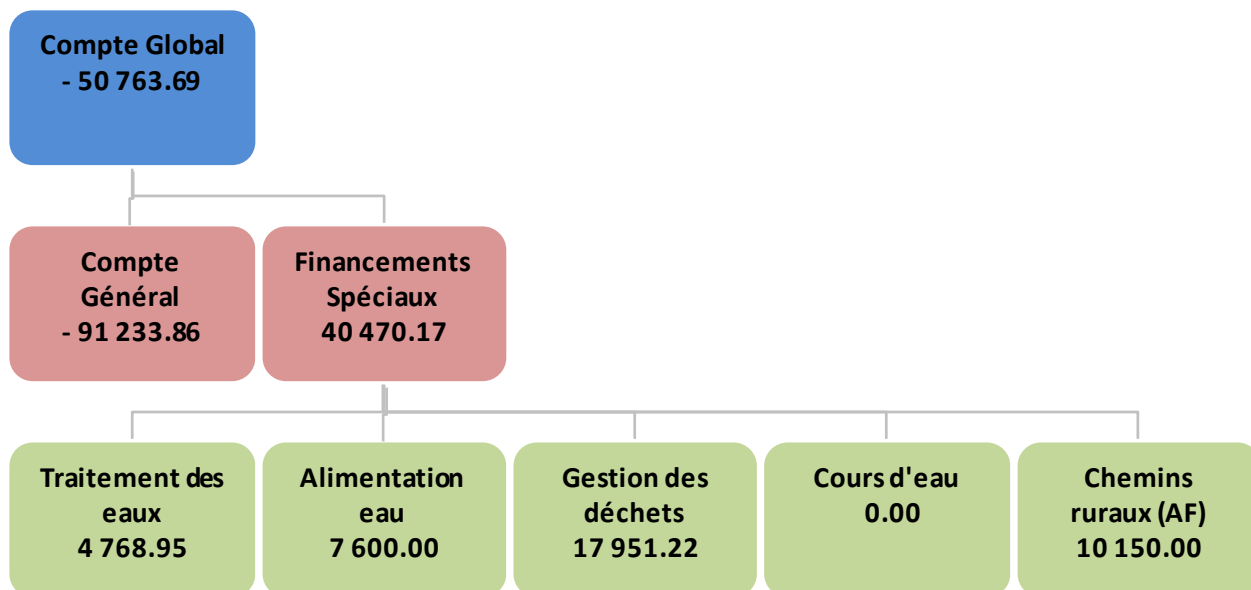 Compte Global
- 50 763.69
Compte
Général
- 91 233.86
Financements
Spéciaux
40 470.17
Traitement des
eaux
4 768.95
Alimentation
eau
7 600.00
Gestion des
déchets
17 951.22
Cours d'eau
0.00
Chemins
ruraux (AF)
10 150.00